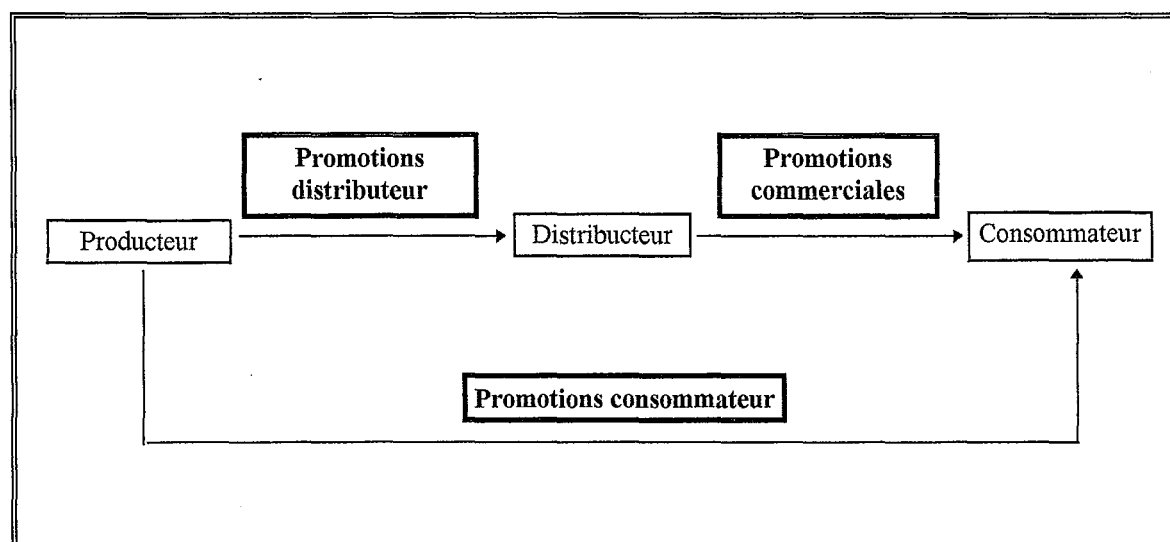 Promotions
distributeur
Promotions
commerciales
Producteur
Distribucteur
Consommateur
Promotions consommateur